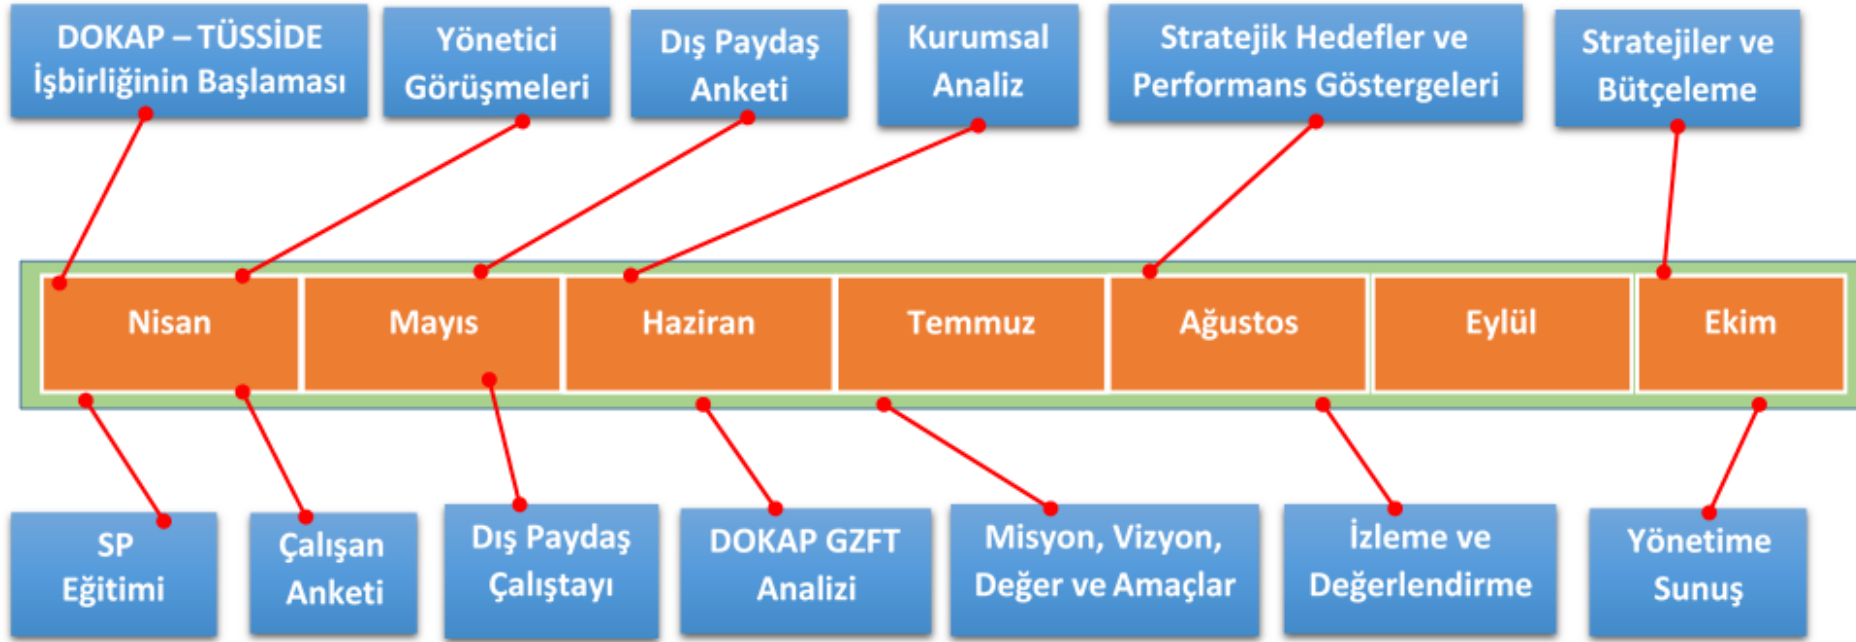 DOKAP – TÜSSİDE
İşbirliğinin Başlaması
Yönetici
Görüşmeleri
Dış Paydaş
Anketi
Kurumsal
Analiz
Stratejik Hedefler ve
Performans Göstergeleri
Stratejiler ve
Bütçeleme
Nisan
Mayıs
Haziran
Temmuz
Ağustos
Eylül
Ekim
SP
Eğitimi
Çalışan
Anketi
Dış Paydaş
Çalıştayı
DOKAP GZFT
Analizi
Misyon, Vizyon,
Değer ve Amaçlar
İzleme ve
Değerlendirme
Yönetime
Sunuş